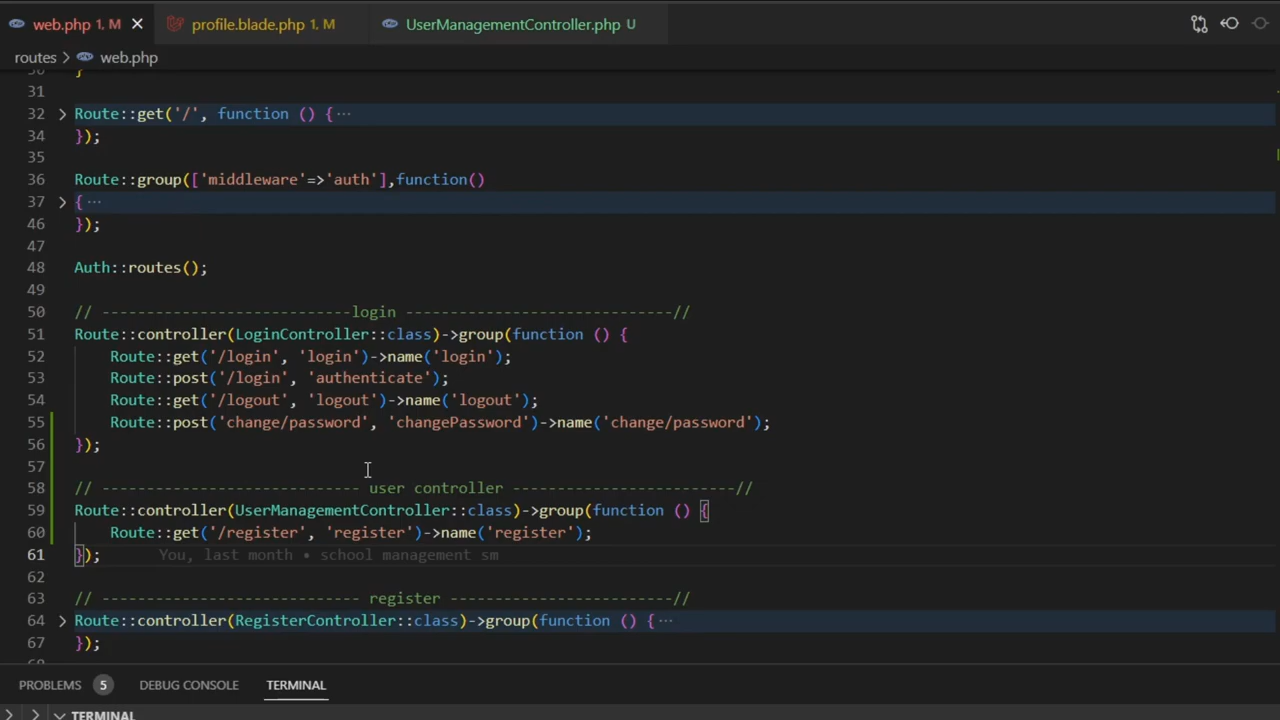 web.php 1, M
profile.blade.php 1, M
UserManagementController.php U
routes > web.php
31
32 > Route::get('/', function () { ···
34 });
35
36 Route::group(['middleware'=>'auth'],function()
37 > { ···
46 });
47
48 Auth::routes();
49
50 // ----------------------------login ------------------------------//
51 Route::controller(LoginController::class)->group(function () {
52 Route::get('/login', 'login')->name('login');
53 Route::post('/login', 'authenticate');
54 Route::get('/logout', 'logout')->name('logout');
55 Route::post('change/password', 'changePassword')->name('change/password');
56 });
57
58 // ----------------------------- user controller -------------------------//
59 Route::controller(UserManagementController::class)->group(function () {
60 Route::get('/register', 'register')->name('register');
61 }); You, last month • school management sm
62
63 // ----------------------------- register -------------------------//
64 > Route::controller(RegisterController::class)->group(function () { ···
67 });
PROBLEMS 5 DEBUG CONSOLE TERMINAL
TERMINAL